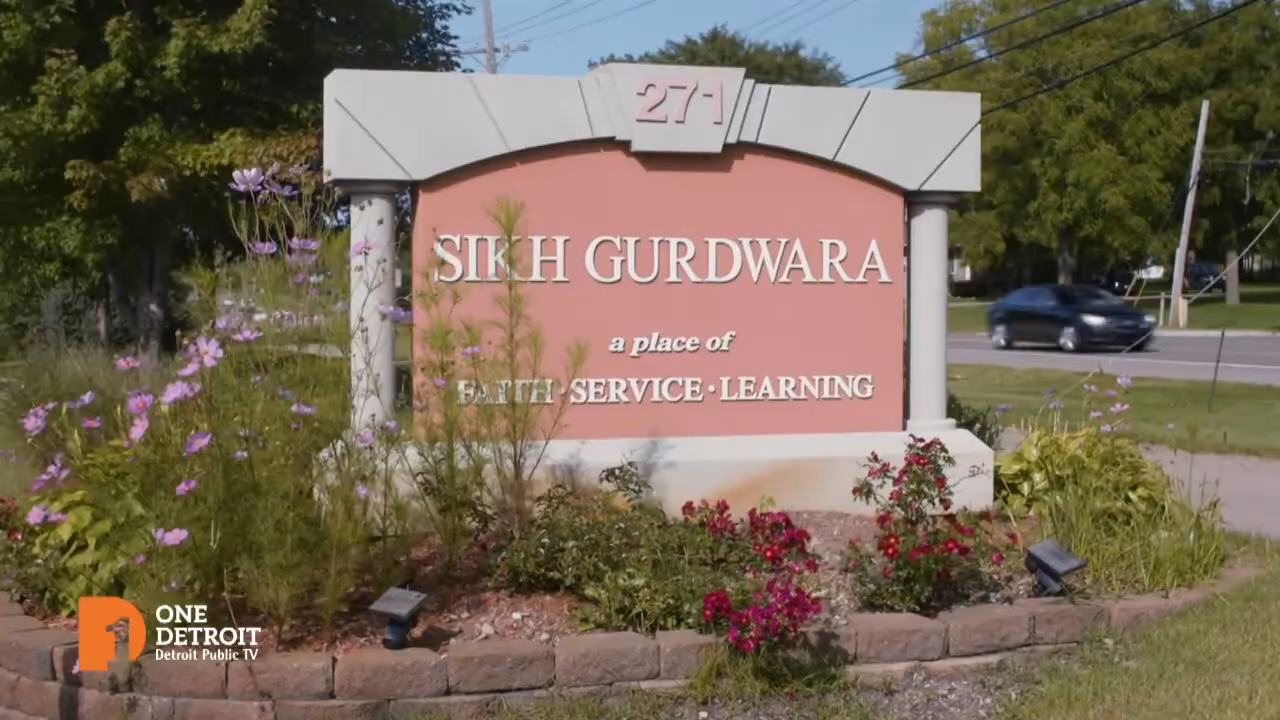 271
SIKH GURDWARA
a place of
FAITH · SERVICE · LEARNING
ONE
DETROIT
Detroit Public TV